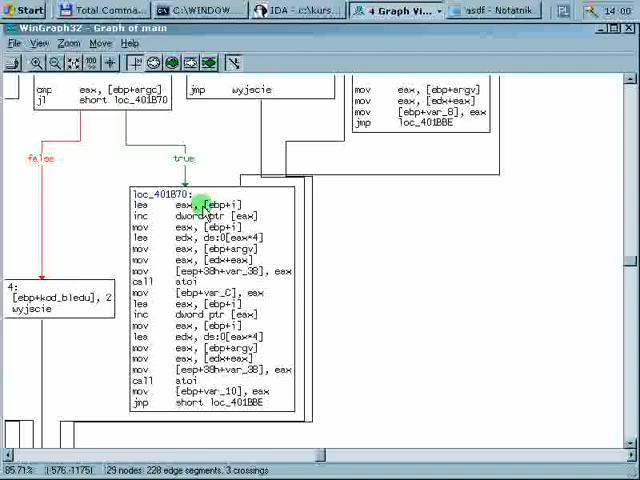 Start Total Comma... C:\WINDOW... IDA - c:\kurs... 4 Graph Vi... asdf - Notatnik 14:00
WinGraph32 - Graph of main
File View Zoom Move Help
100 %
cmp eax, [ebp+argc]
jl short loc_401B70
jmp wyjscie
mov eax, [ebp+argv]
mov eax, [edx+eax]
mov [ebp+var_8], eax
jmp loc_401BBE
false
true
loc_401B70:
lea eax, [ebp+i]
inc dword ptr [eax]
mov eax, [ebp+i]
lea edx, ds:0[eax*4]
mov eax, [ebp+argv]
mov eax, [edx+eax]
mov [esp+38h+var_38], eax
call atoi
mov [ebp+var_C], eax
lea eax, [ebp+i]
inc dword ptr [eax]
mov eax, [ebp+i]
lea edx, ds:0[eax*4]
mov eax, [ebp+argv]
mov eax, [edx+eax]
mov [esp+38h+var_38], eax
call atoi
mov [ebp+var_10], eax
jmp short loc_401BBE
4:
[ebp+kod_bledu], 2
wyjscie
85.71% (-576,-1175) 29 nodes: 228 edge segments, 3 crossings